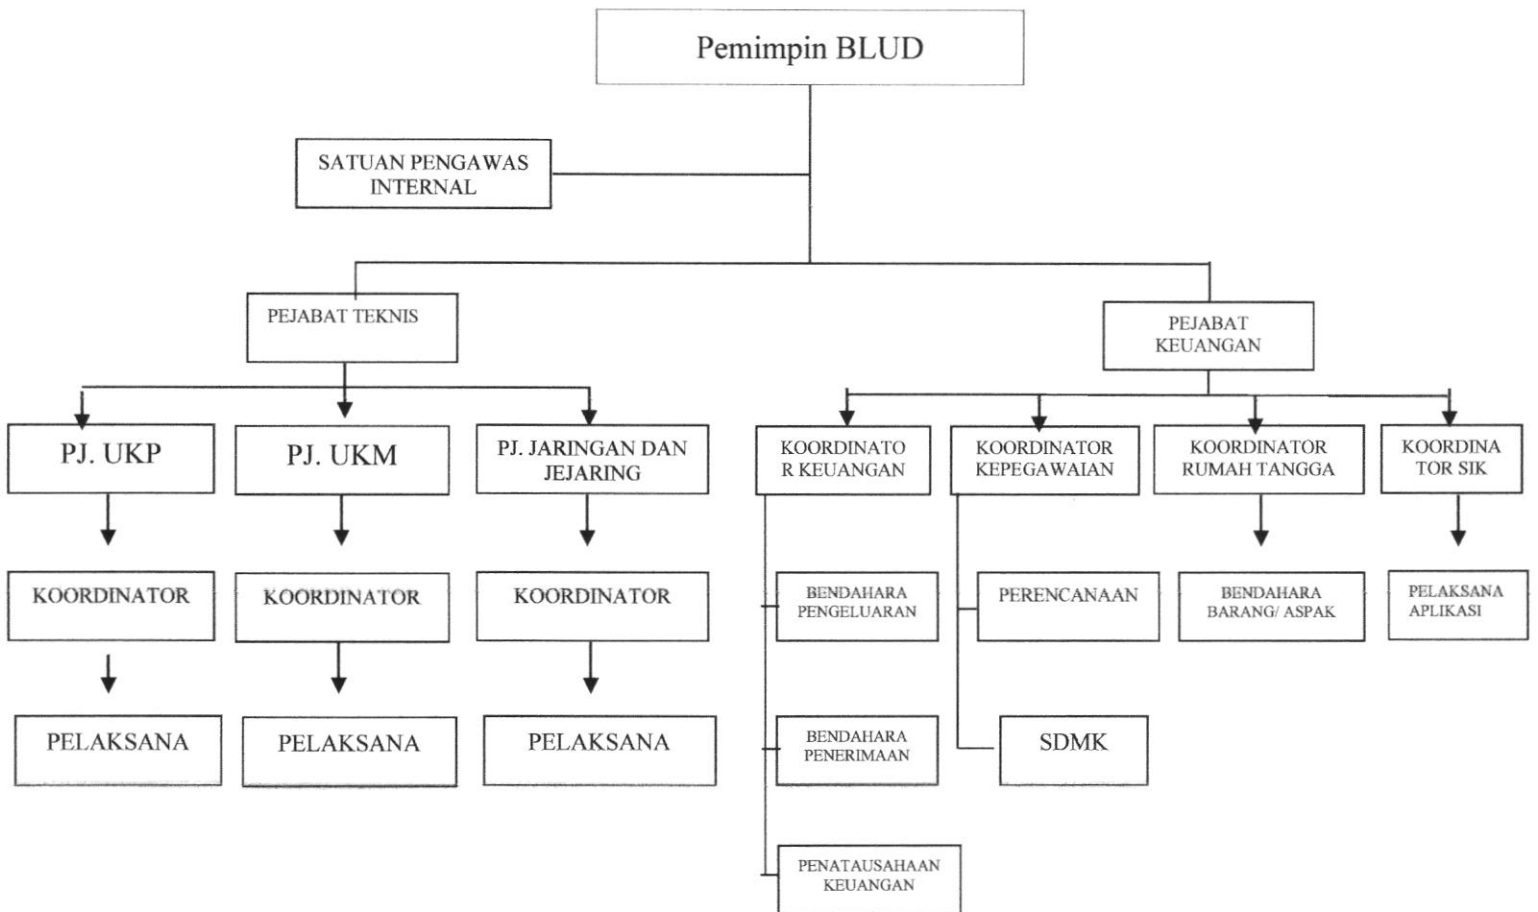 Pemimpin BLUD
SATUAN PENGAWAS
INTERNAL
PEJABAT TEKNIS
PEJABAT
KEUANGAN
PJ. UKP
PJ. UKM
PJ. JARINGAN DAN
JEJARING
KOORDINATO
R KEUANGAN
KOORDINATOR
KEPEGAWAIAN
KOORDINATOR
RUMAH TANGGA
KOORDINA
TOR SIK
KOORDINATOR
KOORDINATOR
KOORDINATOR
BENDAHARA
PENGELUARAN
PERENCANAAN
BENDAHARA
BARANG/ ASPAK
PELAKSANA
APLIKASI
PELAKSANA
PELAKSANA
PELAKSANA
BENDAHARA
PENERIMAAN
SDMK
PENATAUSAHAAN
KEUANGAN